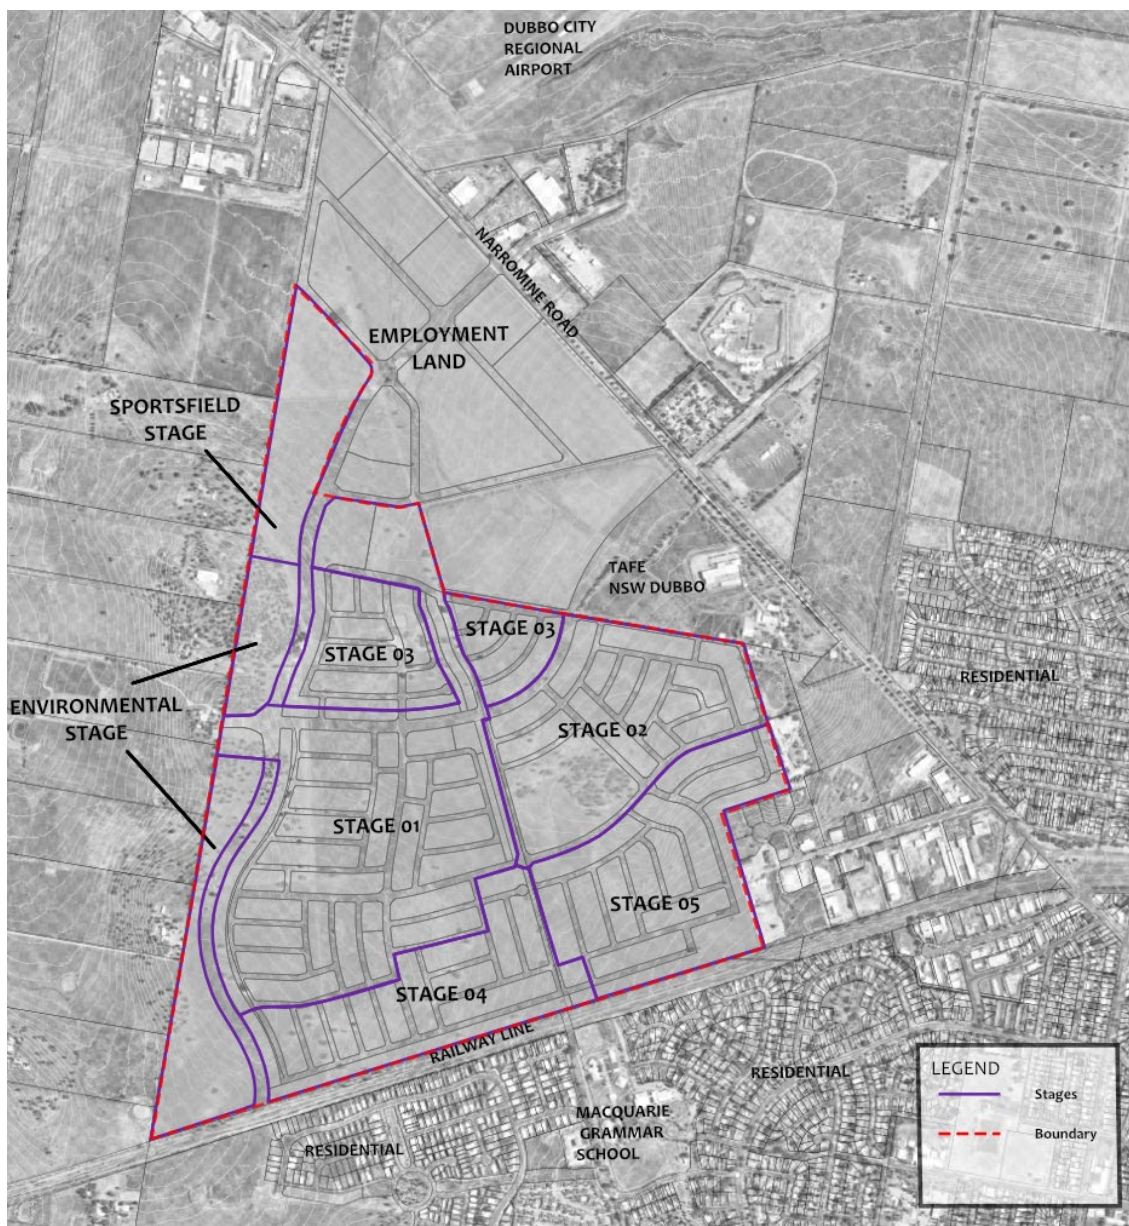 DUBBO CITY
REGIONAL
AIRPORT
NARROMINE ROAD
EMPLOYMENT
LAND
SPORTSFIELD
STAGE
TAFE
NSW DUBBO
STAGE 03
STAGE 03
RESIDENTIAL
ENVIRONMENTAL
STAGE
STAGE 02
STAGE 01
STAGE 05
STAGE 04
RAILWAY LINE
RESIDENTIAL
MACQUARIE
GRAMMAR
SCHOOL
RESIDENTIAL
LEGEND
Stages
Boundary